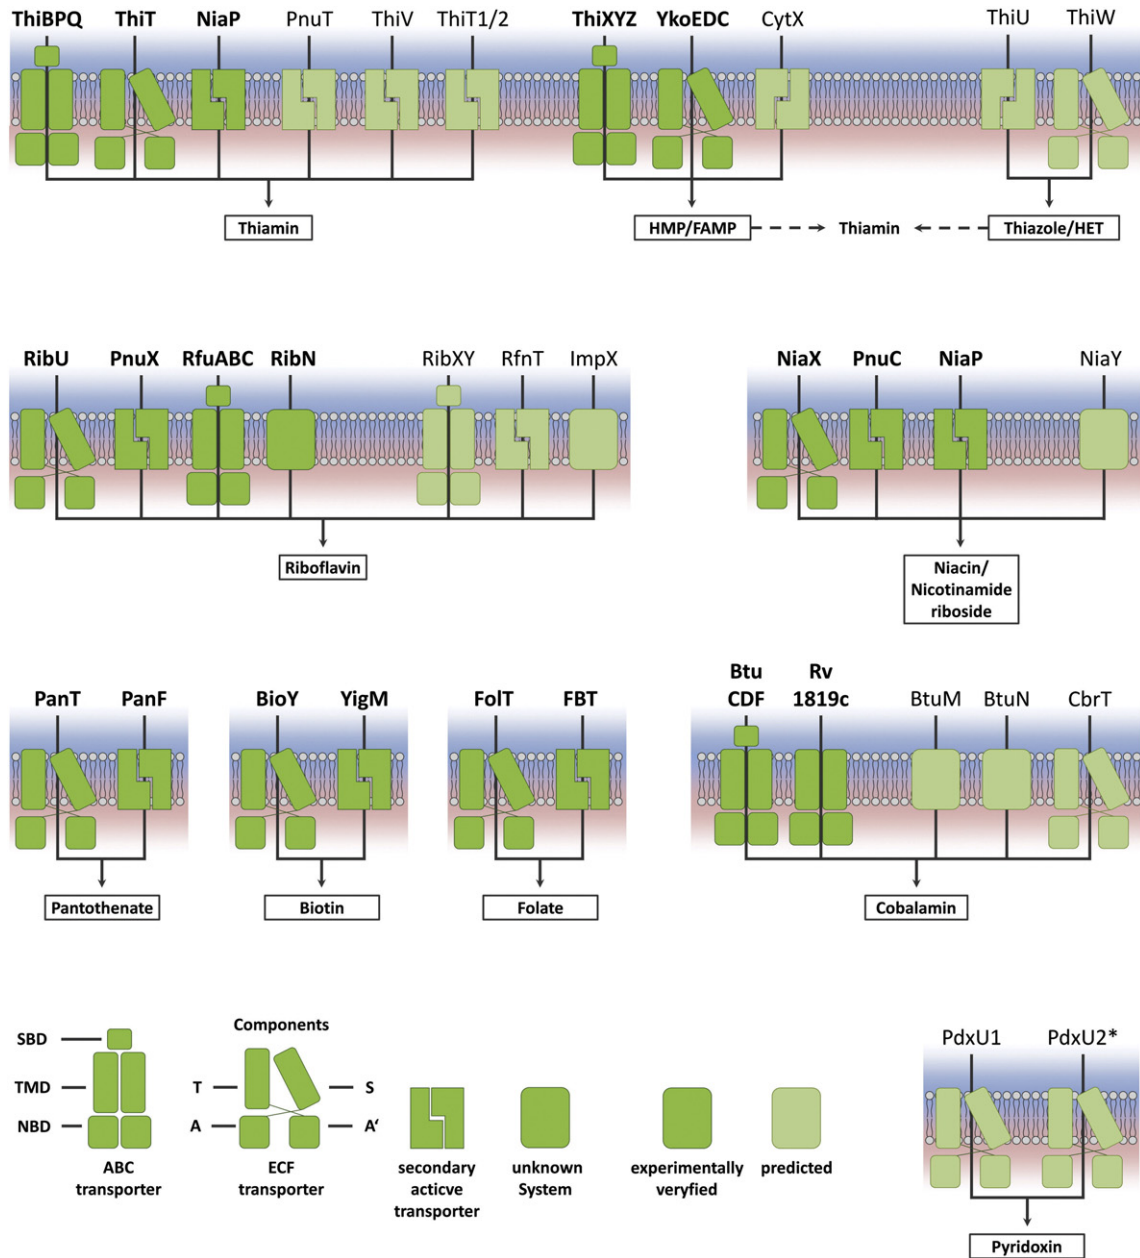 ThiBPQ ThiT NiaP PnuT ThiV ThiT1/2 ThiXYZ YkoEDC CytX ThiU ThiW
Thiamin
HMP/FAMP Thiamin Thiazole/HET
RibU PnuX RfuABC RibN RibXY RfnT ImpX
Riboflavin
NiaX PnuC NiaP NiaY
Niacin/
Nicotinamide
riboside
PanT PanF
Pantothenate
BioY YigM
Biotin
FolT FBT
Folate
Btu
CDF
Rv
1819c
BtuM BtuN CbrT
Cobalamin
SBD
TMD
NBD
ABC
transporter
Components
T S
A A‘
ECF
transporter
secondary
acticve
transporter
unknown
System
experimentally
veryfied
predicted
PdxU1 PdxU2*
Pyridoxin